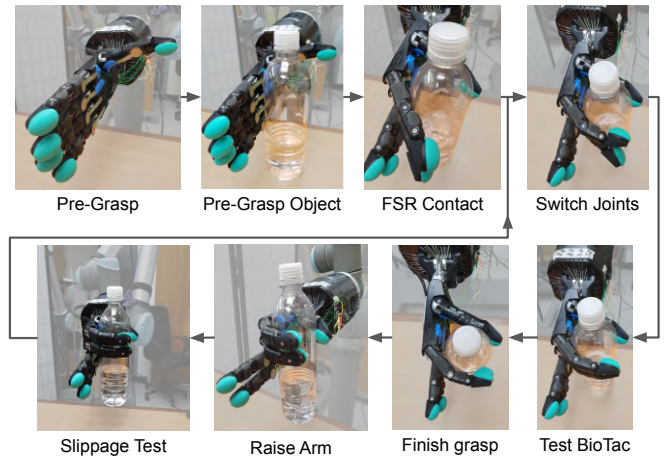 Pre-Grasp
Pre-Grasp Object
FSR Contact
Switch Joints
Slippage Test
Raise Arm
Finish grasp
Test BioTac